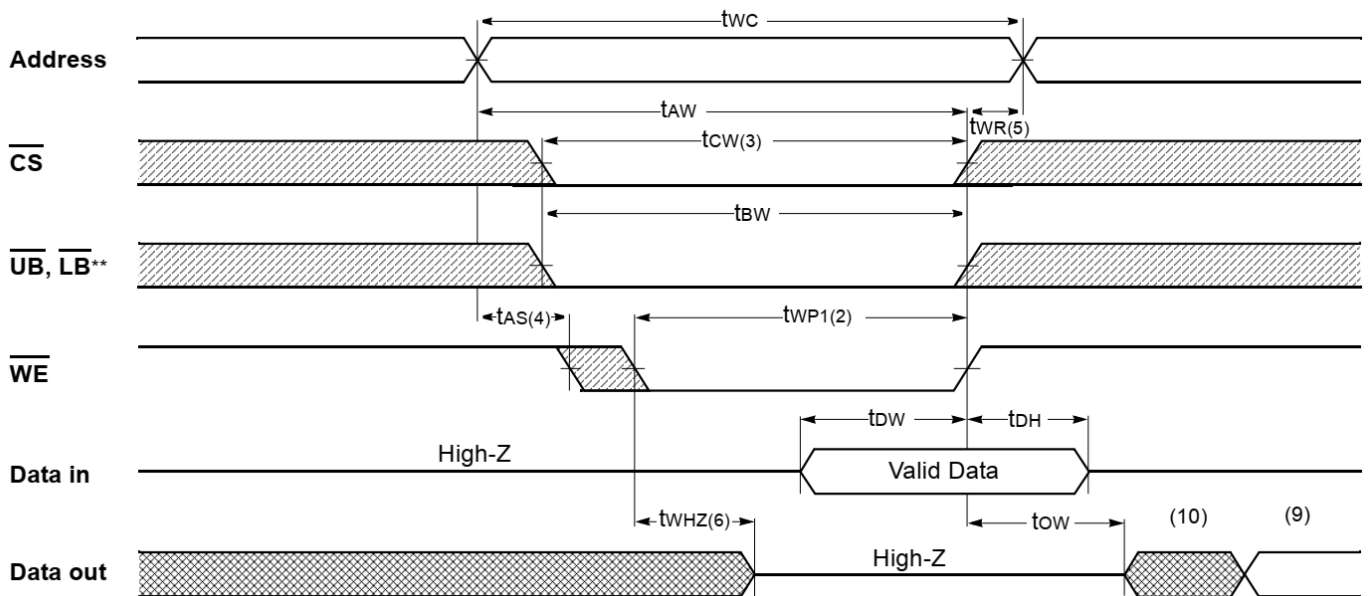 tWC
Address
tAW
tWR(5)
tCW(3)
CS
tBW
UB, LB**
tAS(4)
tWP1(2)
WE
tDW
tDH
High-Z
Valid Data
Data in
tWHZ(6)
tOW
(10)
(9)
High-Z
Data out